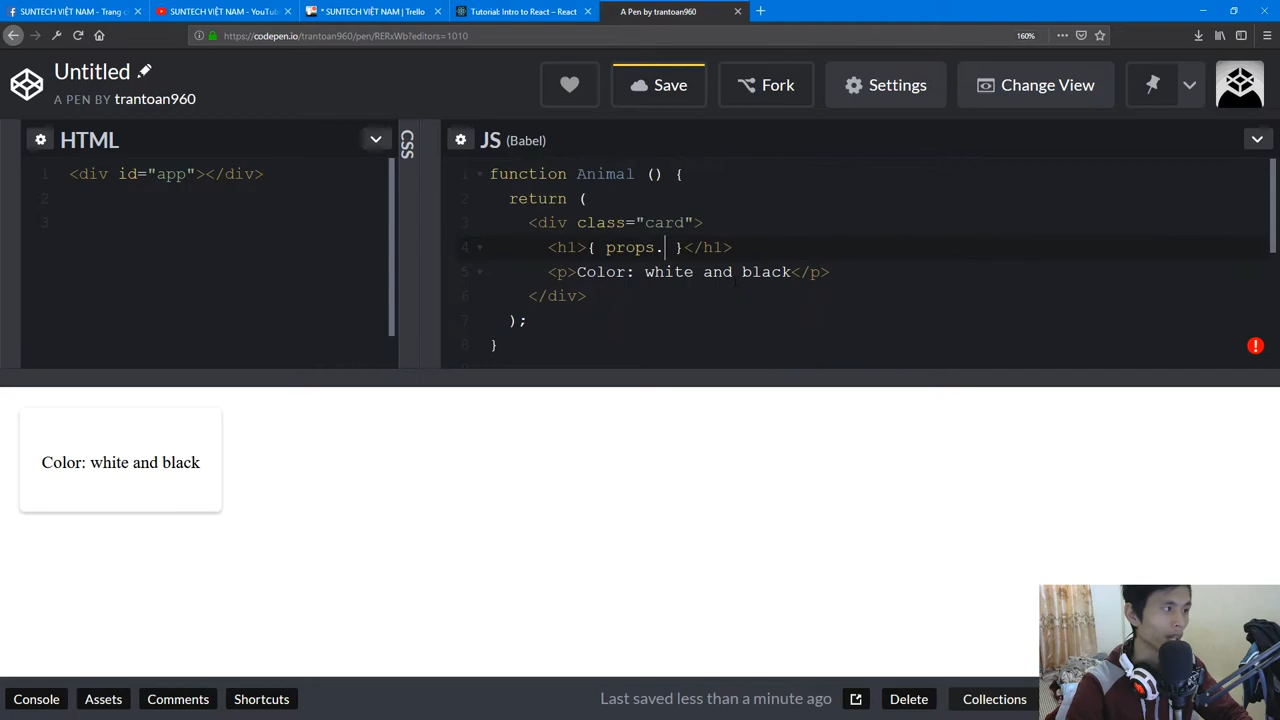 SUNTECH VIỆT NAM - Trang c
SUNTECH VIỆT NAM - YouTu
* SUNTECH VIỆT NAM | Trello
Tutorial: Intro to React – React
A Pen by trantoan960
https://codepen.io/trantoan960/pen/RERxWb?editors=1010
160%
Untitled
A PEN BY trantoan960
Save
Fork
Settings
Change View
HTML
CSS
JS (Babel)
1 <div id="app"></div>
2
3
1 function Animal () {
2 return (
3 <div class="card">
4 <h1>{ props. }</h1>
5 <p>Color: white and black</p>
6 </div>
7 );
8 }
Color: white and black
Console
Assets
Comments
Shortcuts
Last saved less than a minute ago
Delete
Collections